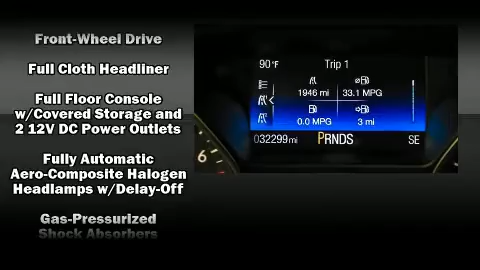 Front-Wheel Drive
Full Cloth Headliner
Full Floor Console
w/Covered Storage and
2 12V DC Power Outlets
Fully Automatic
Aero-Composite Halogen
Headlamps w/Delay-Off
Gas-Pressurized
Shock Absorbers
90°F Trip 1
1946 mi 33.1 MPG
0.0 MPG 3 mi
032299mi PRNDS SE
6